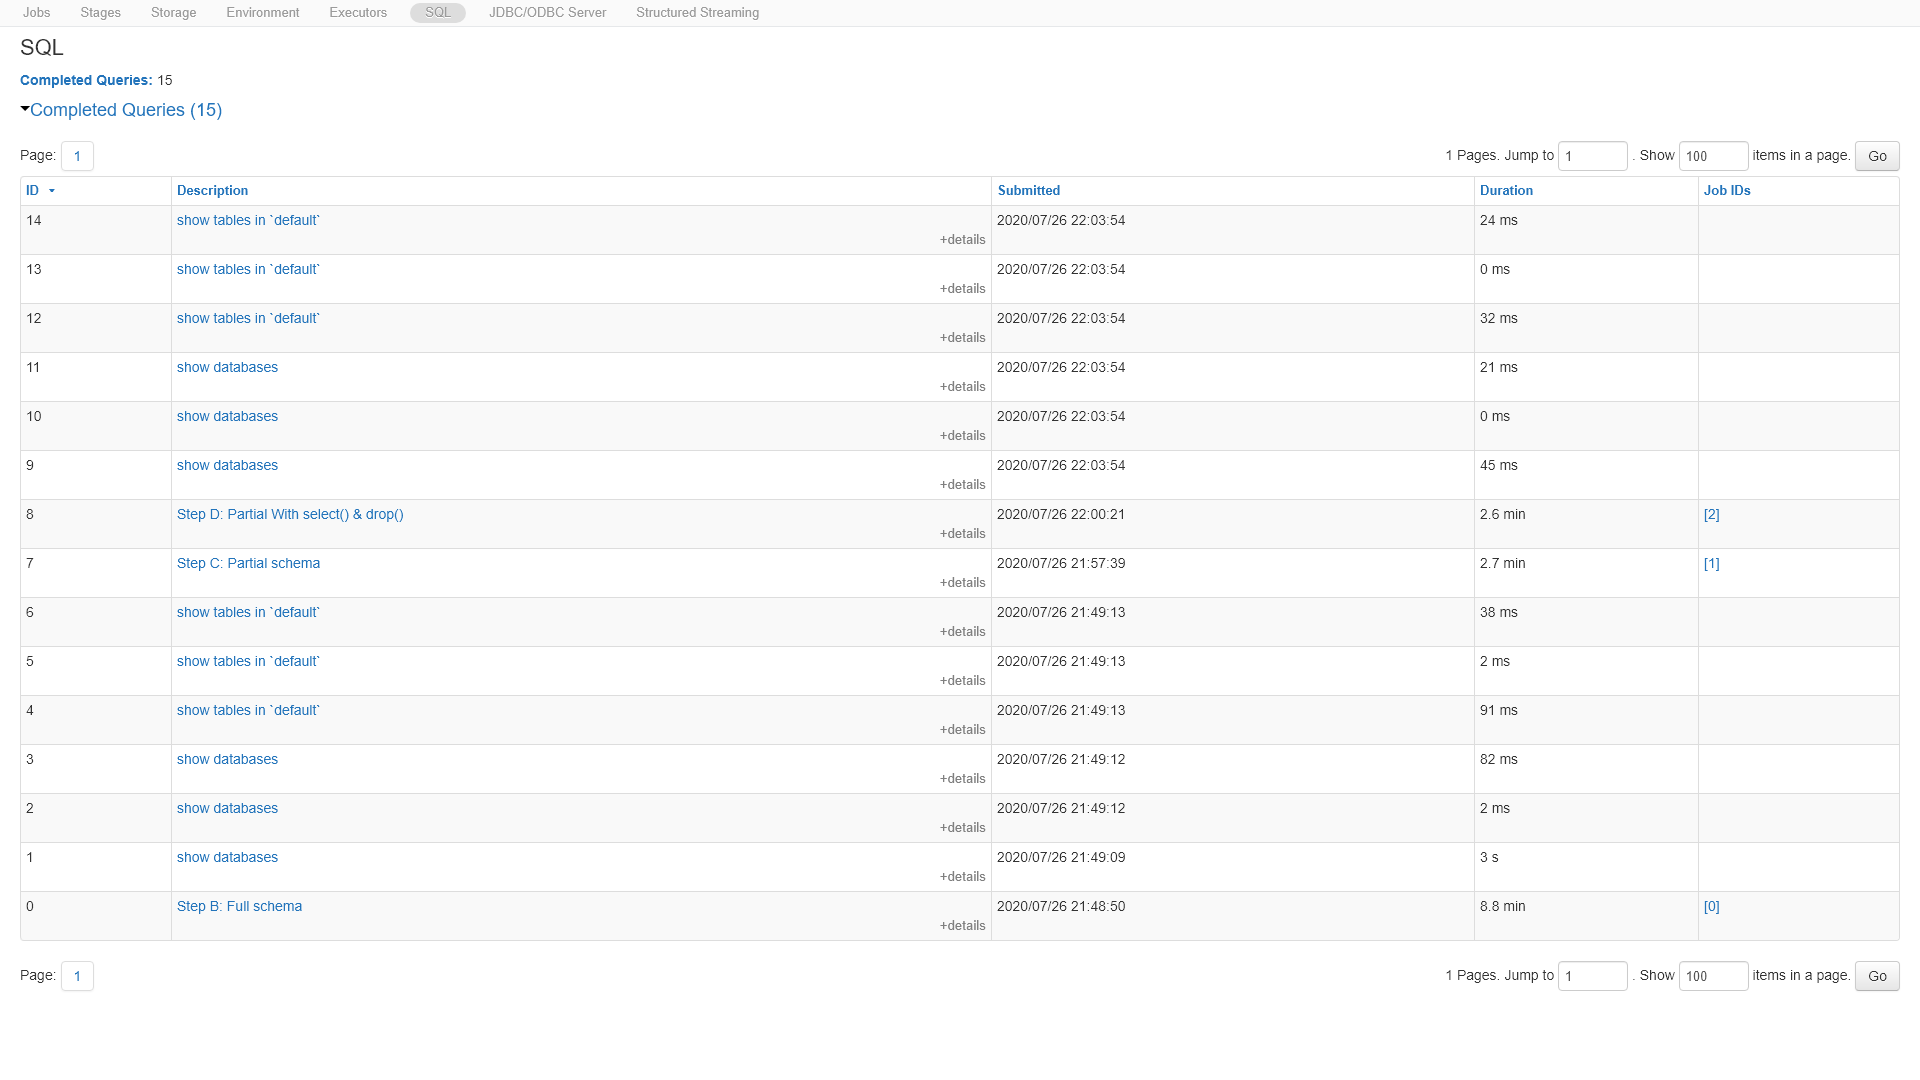 Jobs Stages Storage Environment Executors SQL JDBC/ODBC Server Structured Streaming
SQL
Completed Queries: 15
Completed Queries (15)
Page: 1 1 Pages. Jump to 1 . Show 100 items in a page. Go
ID Description Submitted Duration Job IDs
14 show tables in `default` 2020/07/26 22:03:54 24 ms
+details
13 show tables in `default` 2020/07/26 22:03:54 0 ms
+details
12 show tables in `default` 2020/07/26 22:03:54 32 ms
+details
11 show databases 2020/07/26 22:03:54 21 ms
+details
10 show databases 2020/07/26 22:03:54 0 ms
+details
9 show databases 2020/07/26 22:03:54 45 ms
+details
8 Step D: Partial With select() & drop() 2020/07/26 22:00:21 2.6 min [2]
+details
7 Step C: Partial schema 2020/07/26 21:57:39 2.7 min [1]
+details
6 show tables in `default` 2020/07/26 21:49:13 38 ms
+details
5 show tables in `default` 2020/07/26 21:49:13 2 ms
+details
4 show tables in `default` 2020/07/26 21:49:13 91 ms
+details
3 show databases 2020/07/26 21:49:12 82 ms
+details
2 show databases 2020/07/26 21:49:12 2 ms
+details
1 show databases 2020/07/26 21:49:09 3 s
+details
0 Step B: Full schema 2020/07/26 21:48:50 8.8 min [0]
+details
Page: 1 1 Pages. Jump to 1 . Show 100 items in a page. Go